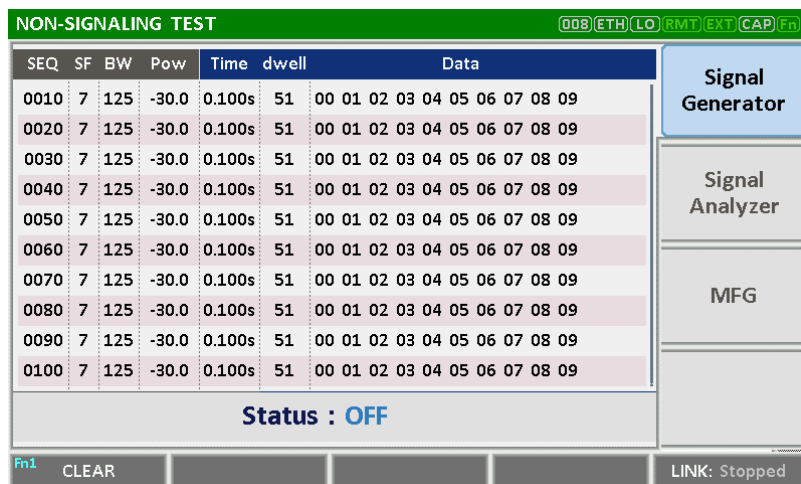 NON-SIGNALING TEST 008 ETH LO RMT EXT CAP Fn
SEQ SF BW Pow Time dwell Data
0010 7 125 -30.0 0.100s 51 00 01 02 03 04 05 06 07 08 09
0020 7 125 -30.0 0.100s 51 00 01 02 03 04 05 06 07 08 09
0030 7 125 -30.0 0.100s 51 00 01 02 03 04 05 06 07 08 09
0040 7 125 -30.0 0.100s 51 00 01 02 03 04 05 06 07 08 09
0050 7 125 -30.0 0.100s 51 00 01 02 03 04 05 06 07 08 09
0060 7 125 -30.0 0.100s 51 00 01 02 03 04 05 06 07 08 09
0070 7 125 -30.0 0.100s 51 00 01 02 03 04 05 06 07 08 09
0080 7 125 -30.0 0.100s 51 00 01 02 03 04 05 06 07 08 09
0090 7 125 -30.0 0.100s 51 00 01 02 03 04 05 06 07 08 09
0100 7 125 -30.0 0.100s 51 00 01 02 03 04 05 06 07 08 09
Status : OFF
Signal
Generator
Signal
Analyzer
MFG
Fn1 CLEAR
LINK: Stopped